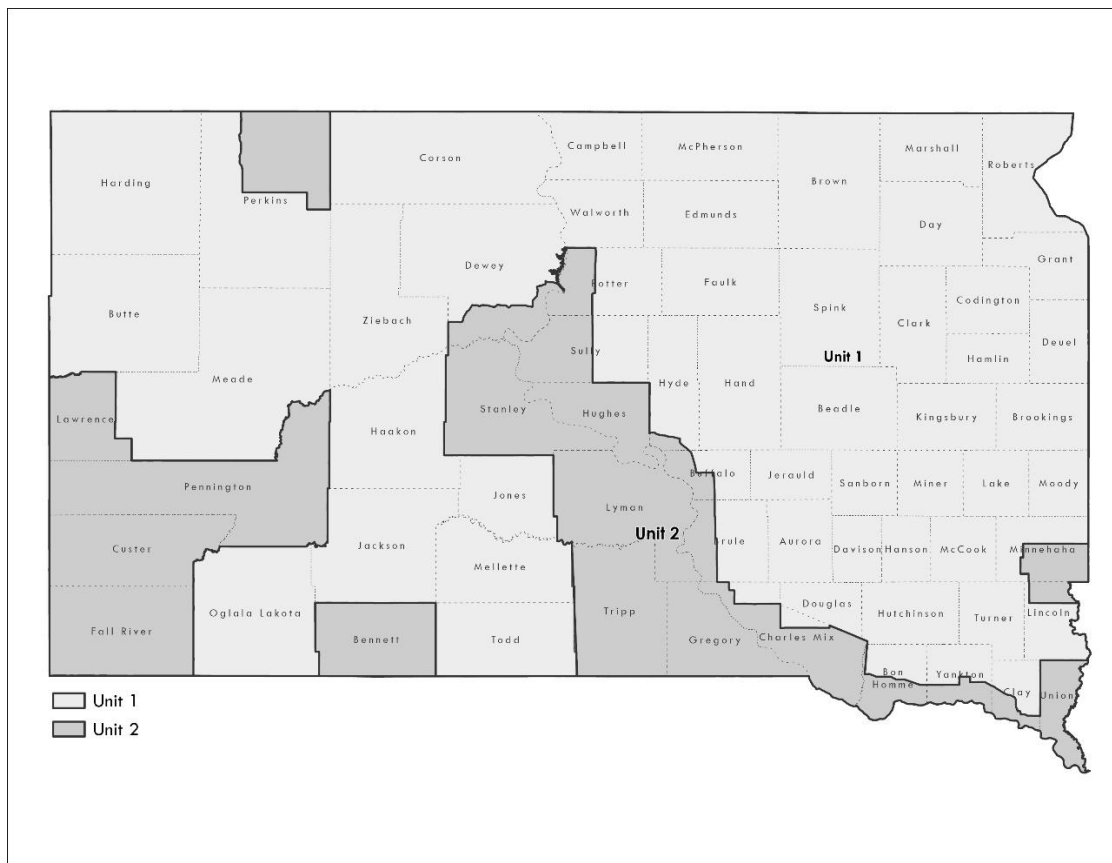 Campbell
McPherson
Marshall
Roberts
Harding
Corson
Brown
Perkins
Walworth
Edmunds
Day
Dewey
Grant
Potter
Faulk
Codington
Butte
Ziebach
Spink
Clark
Deuel
Sully
Unit 1
Hamlin
Meade
Hyde
Hand
Lawrence
Stanley
Hughes
Beadle
Kingsbury
Brookings
Haakon
Buffalo
Jerauld
Pennington
Jones
Sanborn
Miner
Lake
Moody
Lyman
Unit 2
Brule
Aurora
Davison
Hanson
McCook
Minnehaha
Custer
Jackson
Mellette
Oglala Lakota
Tripp
Douglas
Hutchinson
Turner
Lincoln
Fall River
Bennett
Todd
Gregory
Charles Mix
Bon
Homme
Yankton
Clay
Union
Unit 1
Unit 2